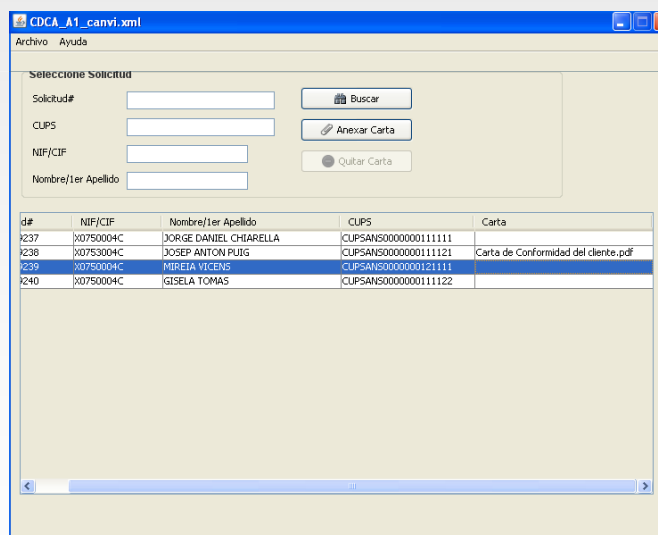 CDCA_A1_canvi.xml
Archivo Ayuda
Seleccione Solicitud
Solicitud# Buscar
CUPS Anexar Carta
NIF/CIF Quitar Carta
Nombre/1er Apellido
d# NIF/CIF Nombre/1er Apellido CUPS Carta
237 X0750004C JORGE DANIEL CHIARELLA CUPSANS0000000111111
238 X0753004C JOSEP ANTON PUIG CUPSANS0000000111121 Carta de Conformidad del cliente.pdf
239 X0750004C MIREIA VICENS CUPSANS0000000121111
240 X0750004C GISELA TOMAS CUPSANS0000000111122